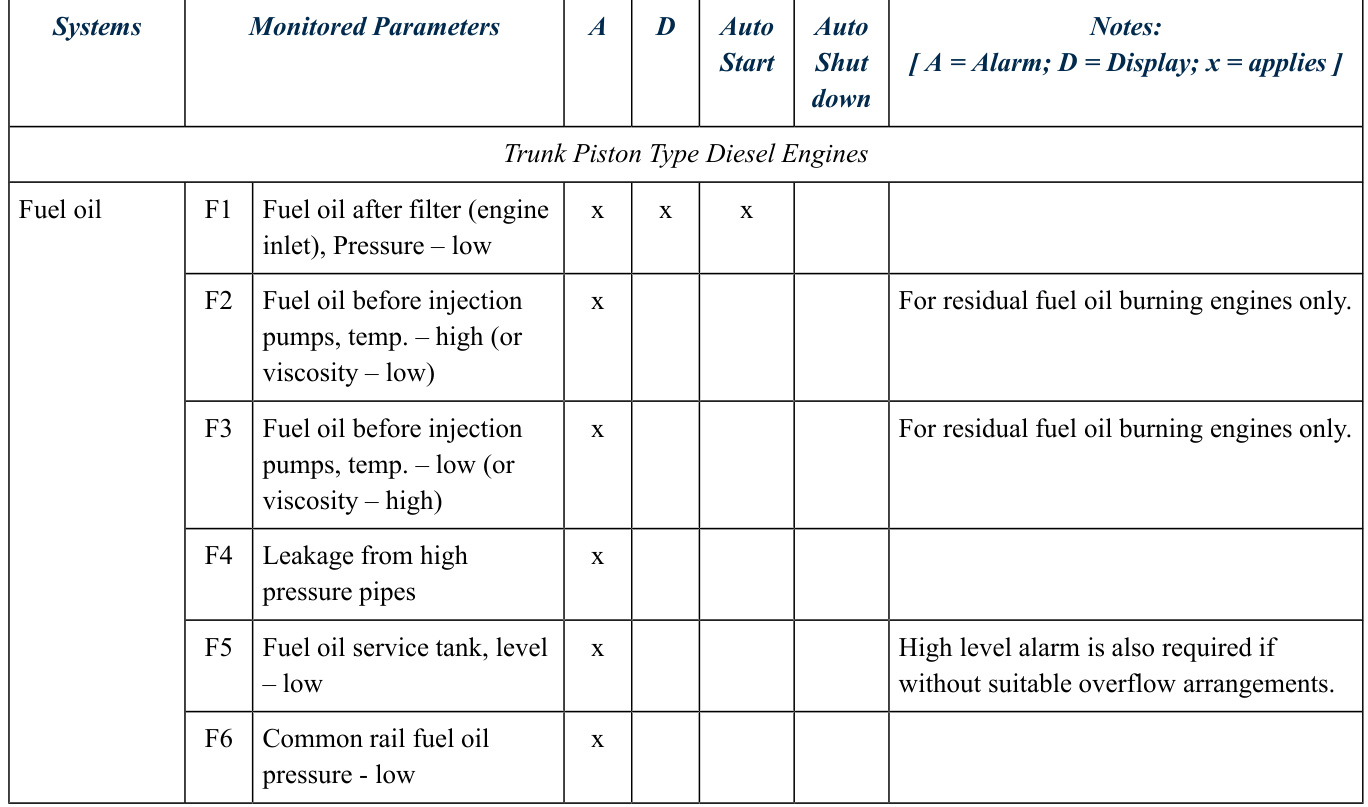 Systems
Monitored Parameters
A
D
Auto
Start
Auto
Shut
down
Notes:
[ A = Alarm; D = Display; x = applies ]
Trunk Piston Type Diesel Engines
Fuel oil
F1
Fuel oil after filter (engine
inlet), Pressure – low
x
x
x
F2
Fuel oil before injection
pumps, temp. – high (or
viscosity – low)
x
For residual fuel oil burning engines only.
F3
Fuel oil before injection
pumps, temp. – low (or
viscosity – high)
x
For residual fuel oil burning engines only.
F4
Leakage from high
pressure pipes
x
F5
Fuel oil service tank, level
– low
x
High level alarm is also required if
without suitable overflow arrangements.
F6
Common rail fuel oil
pressure - low
x